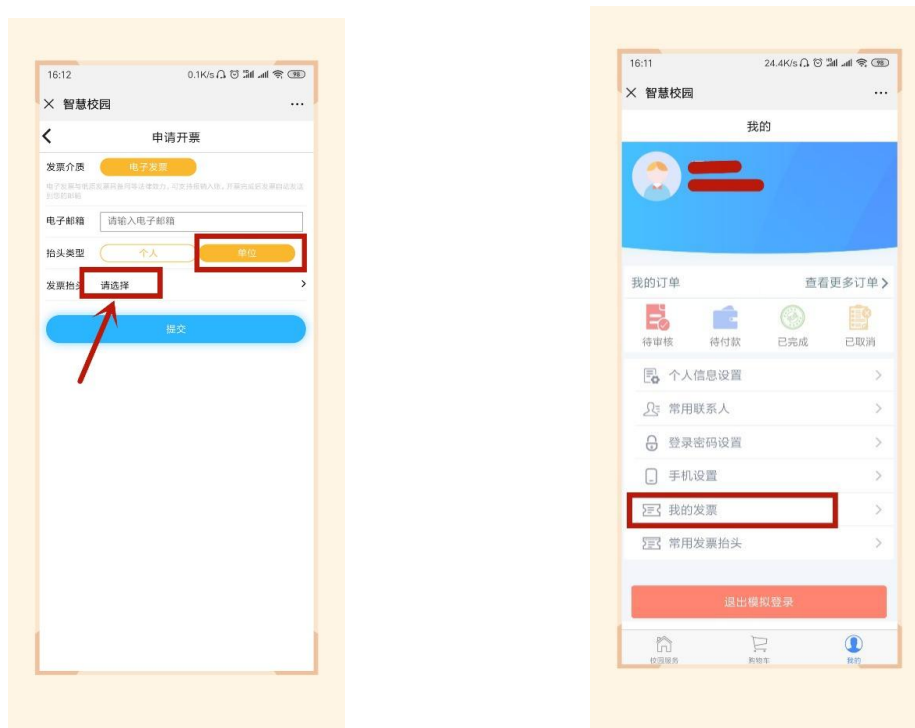 16:12
0.1K/s
98
智慧校园
申请开票
发票介质
电子发票
电子邮箱
请输入电子邮箱
抬头类型
个人
单位
发票抬头
请选择
提交
16:11
24.4K/s
98
智慧校园
我的
我的订单
查看更多订单
待审核
待付款
已完成
已取消
个人信息设置
常用联系人
登录密码设置
手机设置
我的发票
常用发票抬头
退出模拟登录
校园服务
购物车
我的